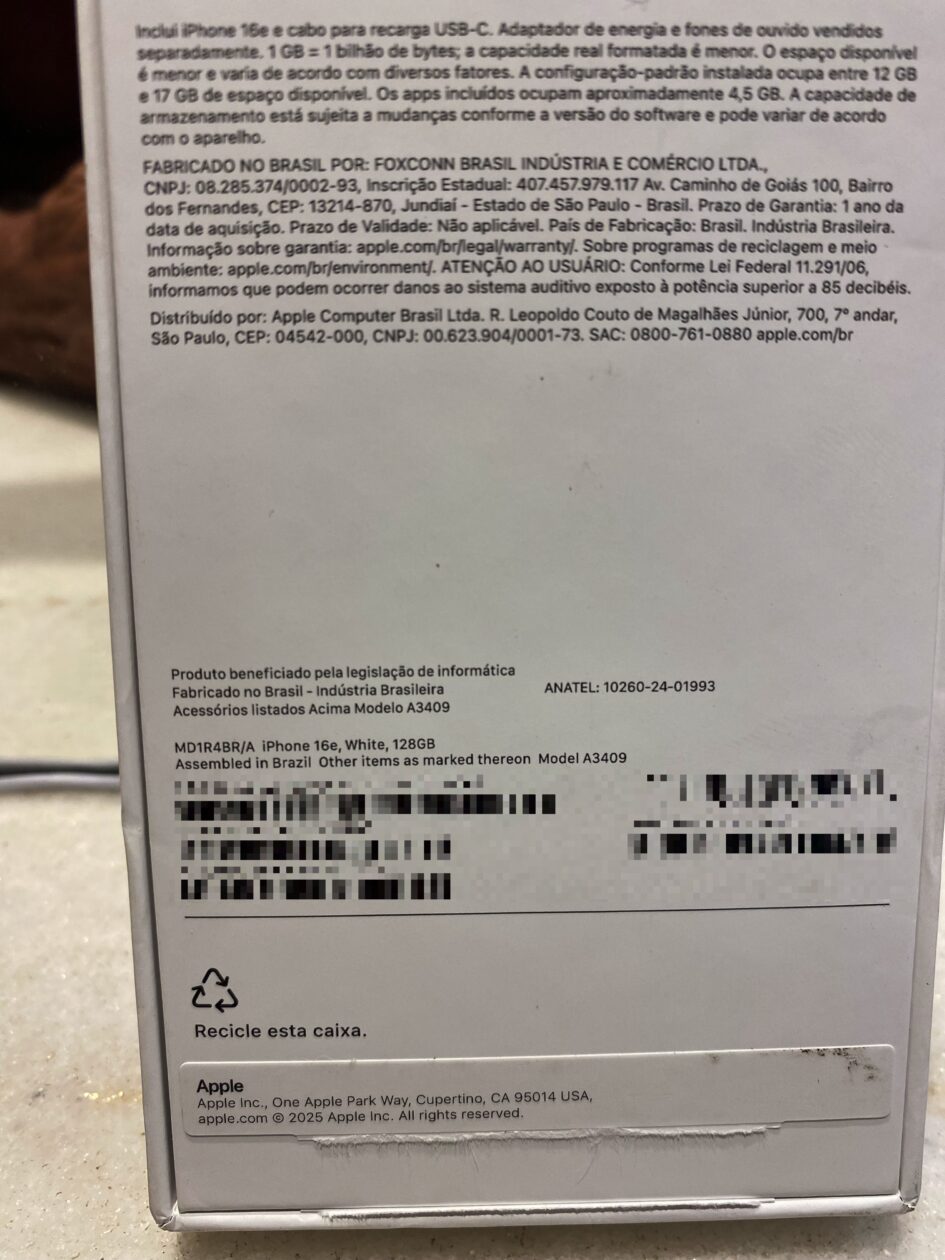 Inclui iPhone 16e e cabo para recarga USB-C. Adaptador de energia e fones de ouvido vendidos
separadamente. 1 GB = 1 bilhão de bytes; a capacidade real formatada é menor. O espaço disponível
é menor e varia de acordo com diversos fatores. A configuração-padrão instalada ocupa entre 12 GB
e 17 GB de espaço disponível. Os apps incluídos ocupam aproximadamente 4,5 GB. A capacidade de
armazenamento está sujeita a mudanças conforme a versão do software e pode variar de acordo
com o aparelho.
FABRICADO NO BRASIL POR: FOXCONN BRASIL INDÚSTRIA E COMÉRCIO LTDA.,
CNPJ: 08.285.374/0002-93, Inscrição Estadual: 407.457.979.117 Av. Caminho de Goiás 100, Bairro
dos Fernandes, CEP: 13214-870, Jundiaí - Estado de São Paulo - Brasil. Prazo de Garantia: 1 ano da
data de aquisição. Prazo de Validade: Não aplicável. País de Fabricação: Brasil. Indústria Brasileira.
Informação sobre garantia: apple.com/br/legal/warranty/. Sobre programas de reciclagem e meio
ambiente: apple.com/br/environment/. ATENÇÃO AO USUÁRIO: Conforme Lei Federal 11.291/06,
informamos que podem ocorrer danos ao sistema auditivo exposto à potência superior a 85 decibéis.
Distribuído por: Apple Computer Brasil Ltda. R. Leopoldo Couto de Magalhães Júnior, 700, 7º andar,
São Paulo, CEP: 04542-000, CNPJ: 00.623.904/0001-73. SAC: 0800-761-0880 apple.com/br
Produto beneficiado pela legislação de informática
Fabricado no Brasil - Indústria Brasileira
Acessórios listados Acima Modelo A3409
ANATEL: 10260-24-01993
MD1R4BR/A iPhone 16e, White, 128GB
Assembled in Brazil Other items as marked thereon Model A3409
Recicle esta caixa.
Apple
Apple Inc., One Apple Park Way, Cupertino, CA 95014 USA,
apple.com © 2025 Apple Inc. All rights reserved.